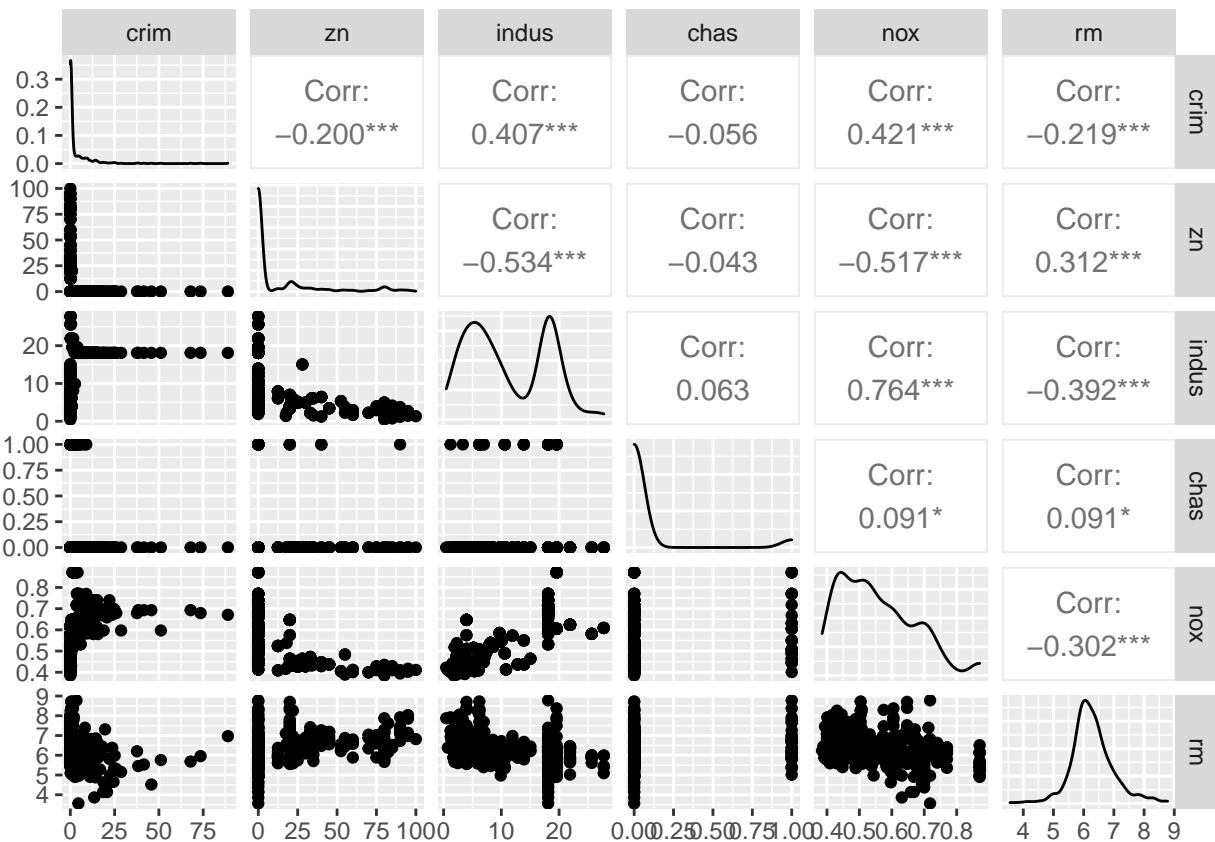 crim zn indus chas nox rm
0.3
0.2
0.1
0.0
Corr:
−0.200***
Corr:
0.407***
Corr:
−0.056
Corr:
0.421***
Corr:
−0.219***
crim
100
75
50
25
0
Corr:
−0.534***
Corr:
−0.043
Corr:
−0.517***
Corr:
0.312***
zn
20
10
0
Corr:
0.063
Corr:
0.764***
Corr:
−0.392***
indus
1.00
0.75
0.50
0.25
0.00
Corr:
0.091*
Corr:
0.091*
chas
0.8
0.7
0.6
0.5
0.4
Corr:
−0.302***
nox
9
8
7
6
5
4
rm
0 25 50 75 0 25 50 75 100 0 10 20 0.00 0.25 0.50 0.75 1.00 0.4 0.5 0.6 0.7 0.8 4 5 6 7 8 9